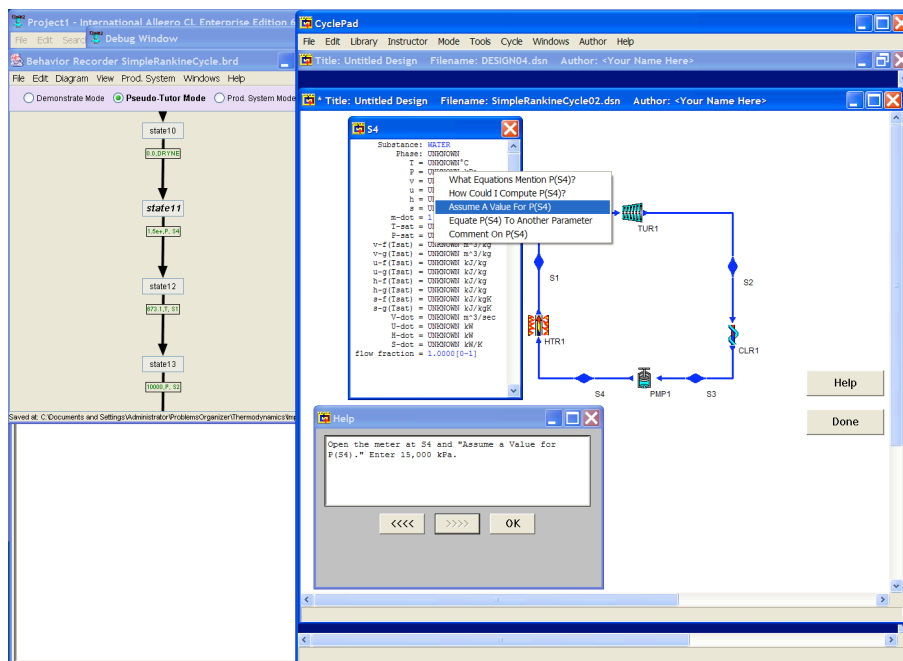 Project1 - International Allegro CL Enterprise Edition 6
File Edit Searc
Debug Window
Behavior Recorder SimpleRankineCycle.brd
File Edit Diagram View Prod. System Windows Help
Demonstrate Mode Pseudo-Tutor Mode Prod. System Mode
state10
0.0,DRYNE
state11
1.5e+,P, S4
state12
673.1,T, S1
state13
10000,P, S2
CyclePad
File Edit Library Instructor Mode Tools Cycle Windows Author Help
Title: Untitled Design Filename: DESIGN04.dsn Author: <Your Name Here>
* Title: Untitled Design Filename: SimpleRankineCycle02.dsn Author: <Your Name Here>
S4
Substance: WATER
Phase: UNKNOWN
T = UNKNOWN°C
P =
v = U
u = U
h = U
s = U
m-dot = 1
T-sat = U
P-sat = U
v-f(Tsat) = UNKNOWN m^3/kg
v-g(Tsat) = UNKNOWN m^3/kg
u-f(Tsat) = UNKNOWN kJ/kg
u-g(Tsat) = UNKNOWN kJ/kg
h-f(Tsat) = UNKNOWN kJ/kg
h-g(Tsat) = UNKNOWN kJ/kg
s-f(Tsat) = UNKNOWN kJ/kgK
s-g(Tsat) = UNKNOWN kJ/kgK
V-dot = UNKNOWN m^3/sec
U-dot = UNKNOWN kW
H-dot = UNKNOWN kW
S-dot = UNKNOWN kW/K
flow fraction = 1.0000[0-1]
What Equations Mention P(S4)?
How Could I Compute P(S4)?
Assume A Value For P(S4)
Equate P(S4) To Another Parameter
Comment On P(S4)
TUR1
S1
S2
HTR1
CLR1
S4
PMP1
S3
Help
Done
Help
Open the meter at S4 and "Assume a Value for
P(S4)." Enter 15,000 kPa.
<<<<
>>>>
OK
Saved at: C:\Documents and Settings\Administrator\ProblemsOrganizer\Thermodynamics\